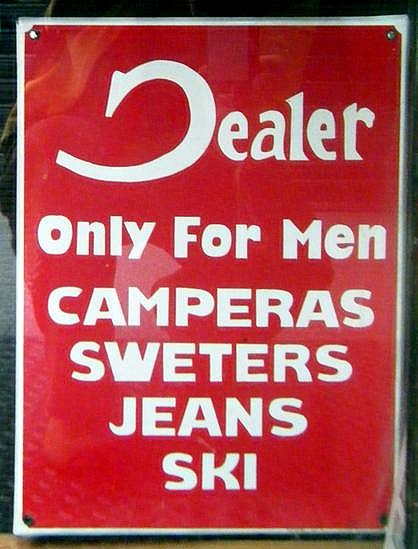 Dealer
Only For Men
CAMPERAS
SWETERS
JEANS
SKI